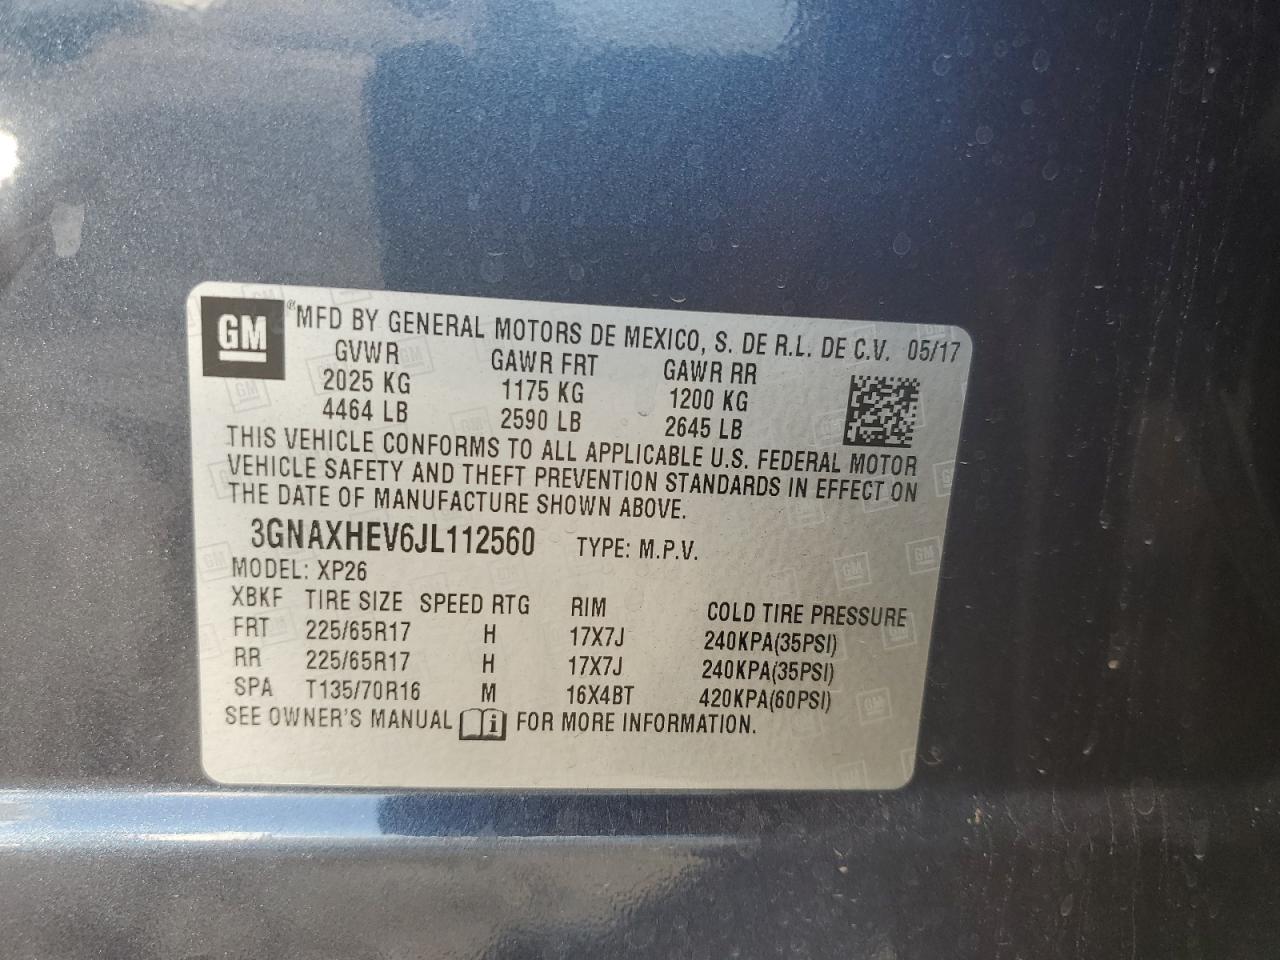 GM ® MFD BY GENERAL MOTORS DE MEXICO, S. DE R.L. DE C.V. 05/17
GVWR GAWR FRT GAWR RR
2025 KG 1175 KG 1200 KG
4464 LB 2590 LB 2645 LB
THIS VEHICLE CONFORMS TO ALL APPLICABLE U.S. FEDERAL MOTOR
VEHICLE SAFETY AND THEFT PREVENTION STANDARDS IN EFFECT ON
THE DATE OF MANUFACTURE SHOWN ABOVE.
3GNAXHEV6JL112560 TYPE: M.P.V.
MODEL: XP26
XBKF TIRE SIZE SPEED RTG RIM COLD TIRE PRESSURE
FRT 225/65R17 H 17X7J 240KPA(35PSI)
RR 225/65R17 H 17X7J 240KPA(35PSI)
SPA T135/70R16 M 16X4BT 420KPA(60PSI)
SEE OWNER'S MANUAL i FOR MORE INFORMATION.